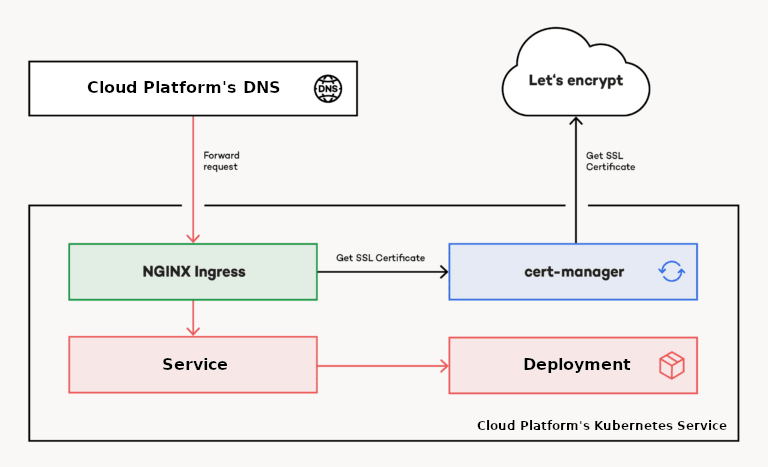 Cloud Platform's DNS
DNS
Let's encrypt
Forward
request
Get SSL
Certificate
NGINX Ingress
Get SSL Certificate
cert-manager
Service
Deployment
Cloud Platform's Kubernetes Service